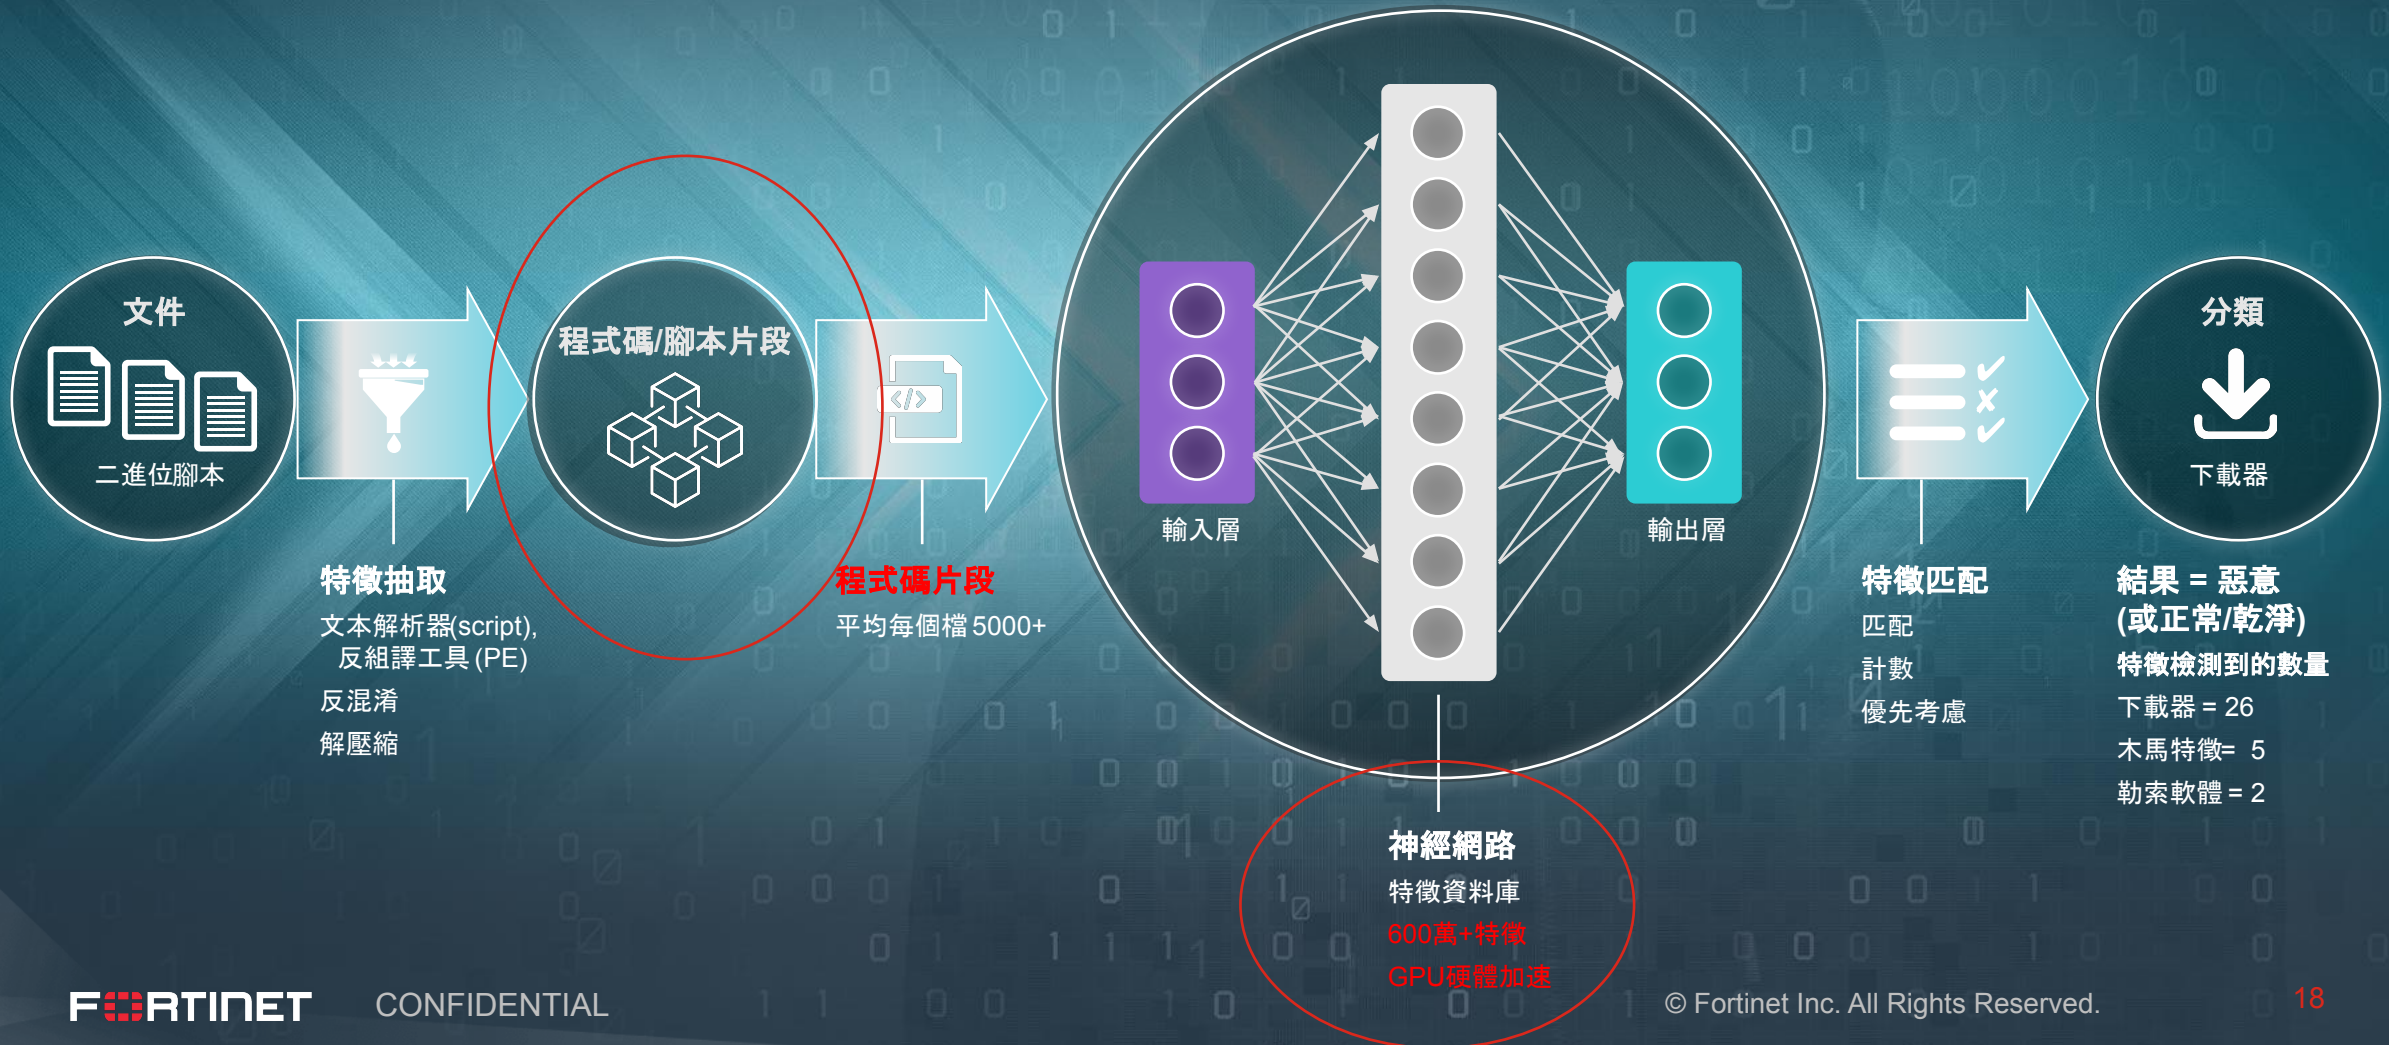 文件
二進位腳本
特徵抽取
文本解析器(script),
反組譯工具 (PE)
反混淆
解壓縮
程式碼/腳本片段
</>
程式碼片段
平均每個檔 5000+
輸入層
輸出層
神經網路
特徵資料庫
600萬+特徵
GPU硬體加速
特徵匹配
匹配
計數
優先考慮
分類
下載器
結果 = 惡意
(或正常/乾淨)
特徵檢測到的數量
下載器 = 26
木馬特徵= 5
勒索軟體 = 2
FORTINET
CONFIDENTIAL
© Fortinet Inc. All Rights Reserved.
18